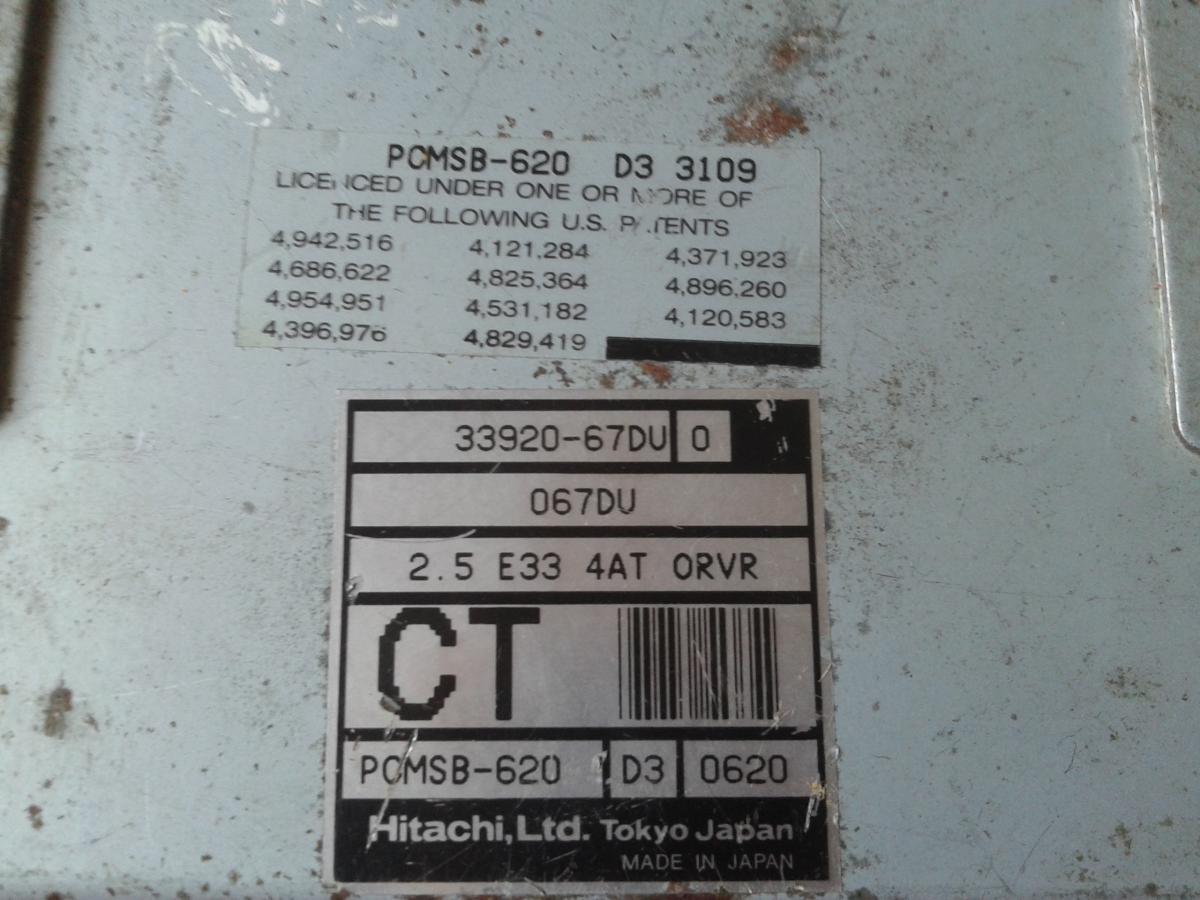 PCMSB-620 D3 3109
LICENCED UNDER ONE OR MORE OF
THE FOLLOWING U.S. PATENTS
4,942,516 4,121,284 4,371,923
4,686,622 4,825,364 4,896,260
4,954,951 4,531,182 4,120,583
4,396,976 4,829,419
33920-67DU 0
067DU
2.5 E33 4AT ORVR
CT
PCMSB-620 D3 0620
Hitachi,Ltd. Tokyo Japan
MADE IN JAPAN